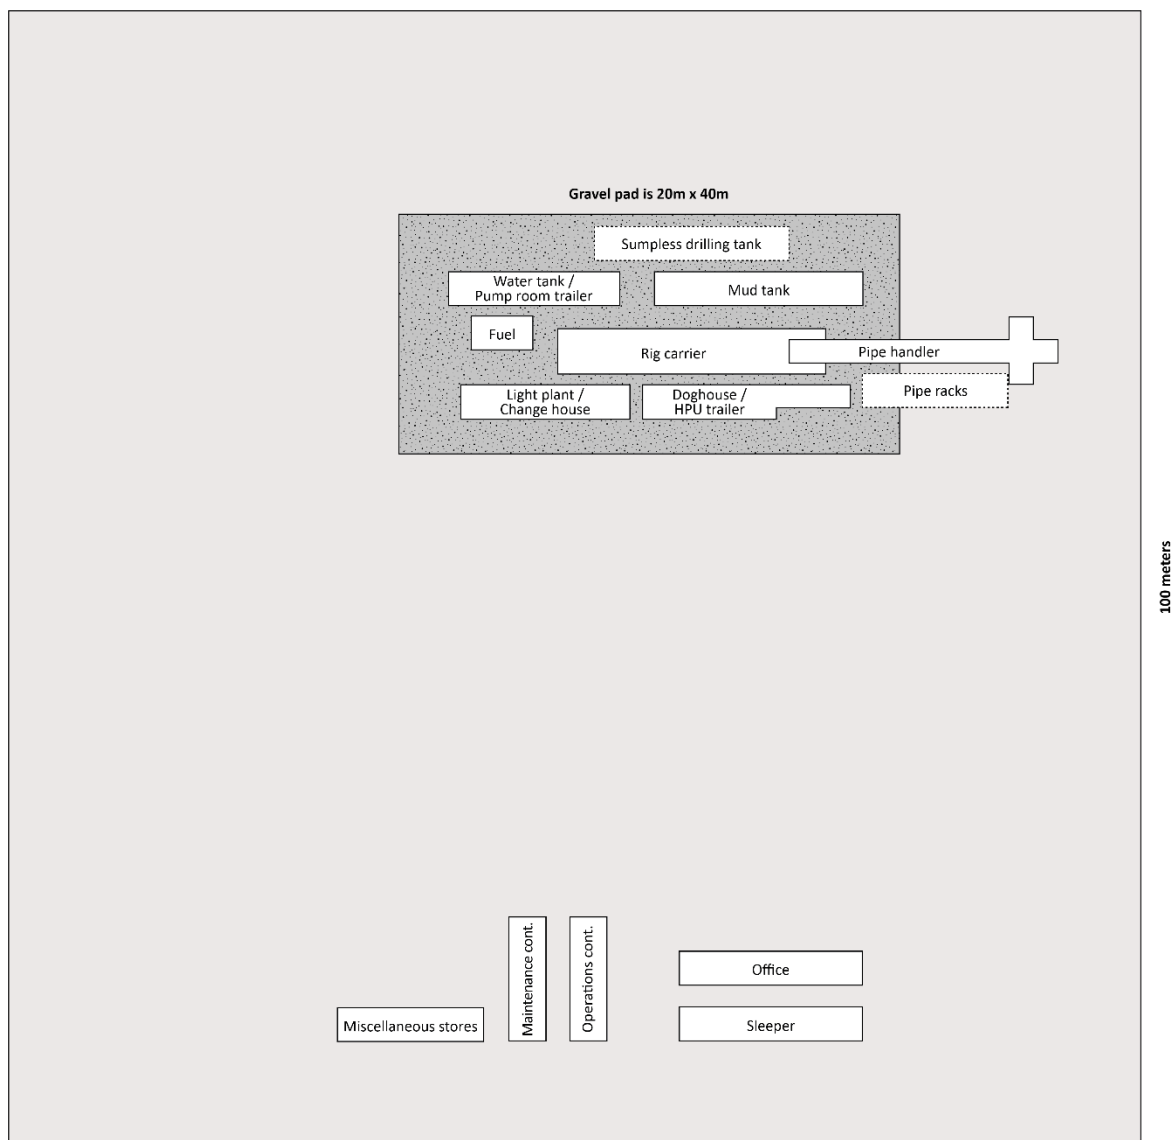 Gravel pad is 20m x 40m
Sumpless drilling tank
Water tank /
Pump room trailer
Mud tank
Fuel
Rig carrier
Pipe handler
Pipe racks
Light plant /
Change house
Doghouse /
HPU trailer
100 meters
Maintenance cont.
Operations cont.
Office
Miscellaneous stores
Sleeper